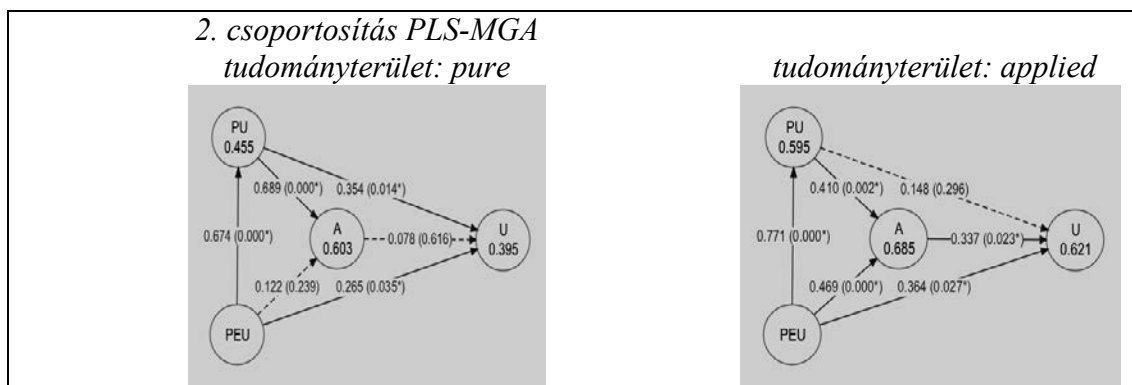 2. csoportosítás PLS-MGA
tudományterület: pure
PU
0.455
0.689 (0.000*)
0.354 (0.014*)
0.674 (0.000*)
A
0.603
0.078 (0.616)
U
0.395
0.122 (0.239)
0.265 (0.035*)
PEU
tudományterület: applied
PU
0.595
0.410 (0.002*)
0.148 (0.296)
0.771 (0.000*)
A
0.685
0.337 (0.023*)
U
0.621
0.469 (0.000*)
0.364 (0.027*)
PEU